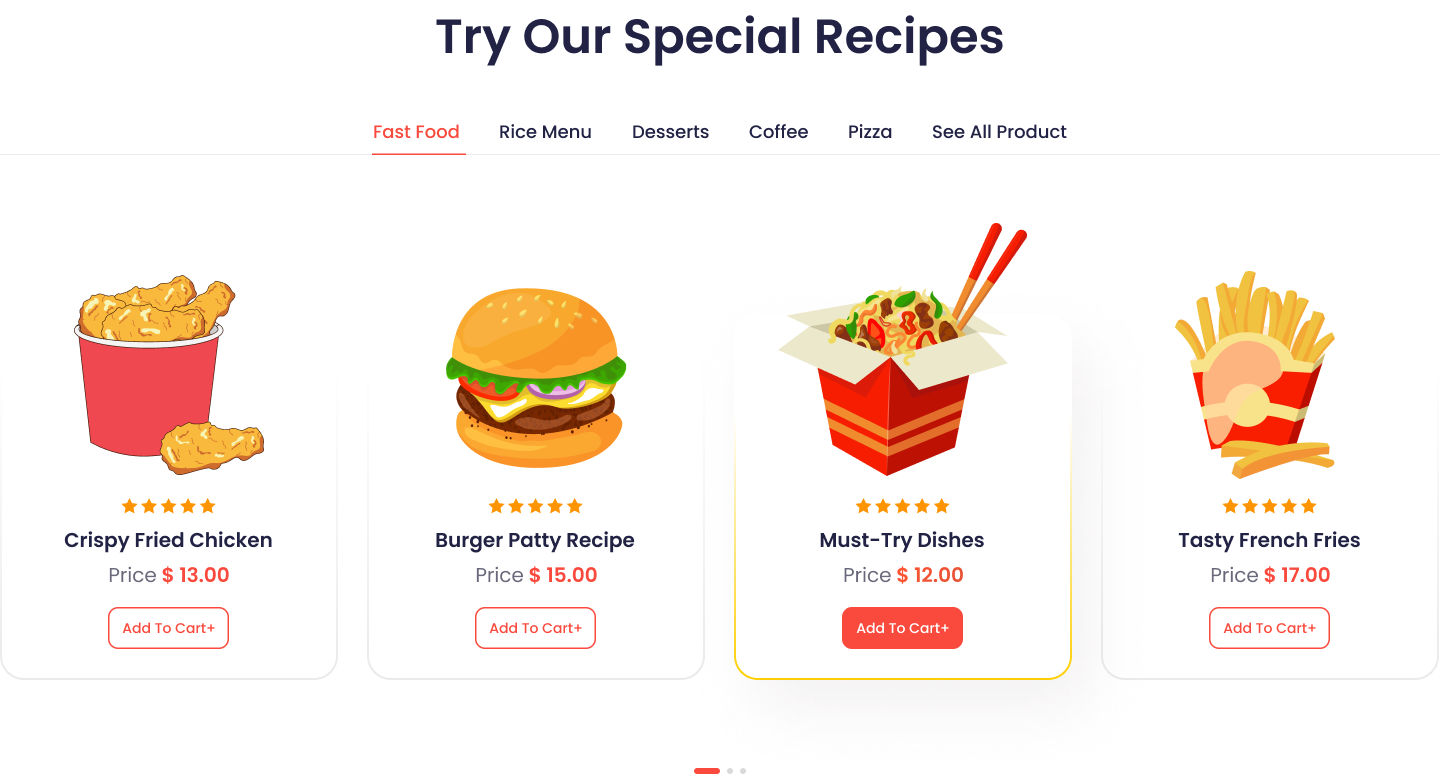 Try Our Special Recipes
Fast Food Rice Menu Desserts Coffee Pizza See All Product
Crispy Fried Chicken
Price $ 13.00
Add To Cart+
Burger Patty Recipe
Price $ 15.00
Add To Cart+
Must-Try Dishes
Price $ 12.00
Add To Cart+
Tasty French Fries
Price $ 17.00
Add To Cart+